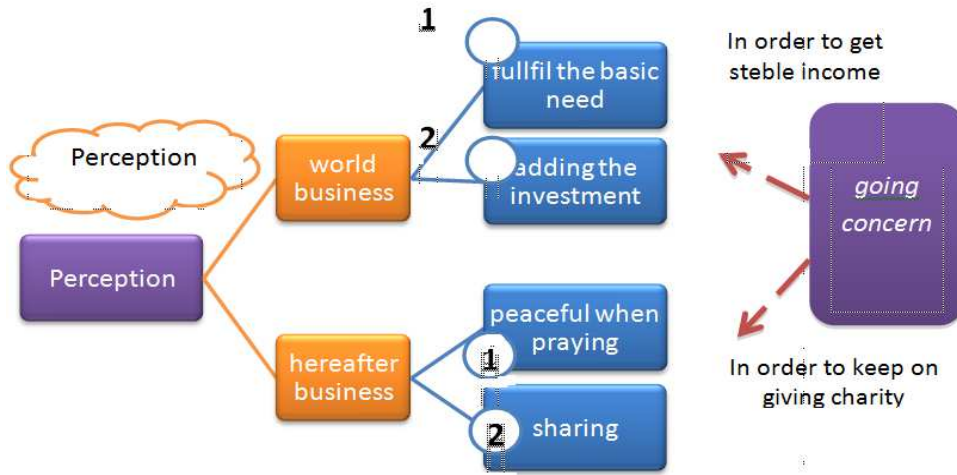 1
fullfil the basic
need
In order to get
steble income
2
Perception
world
business
adding the
investment
going
concern
Perception
peaceful when
praying
1
hereafter
business
In order to keep on
giving charity
sharing
2